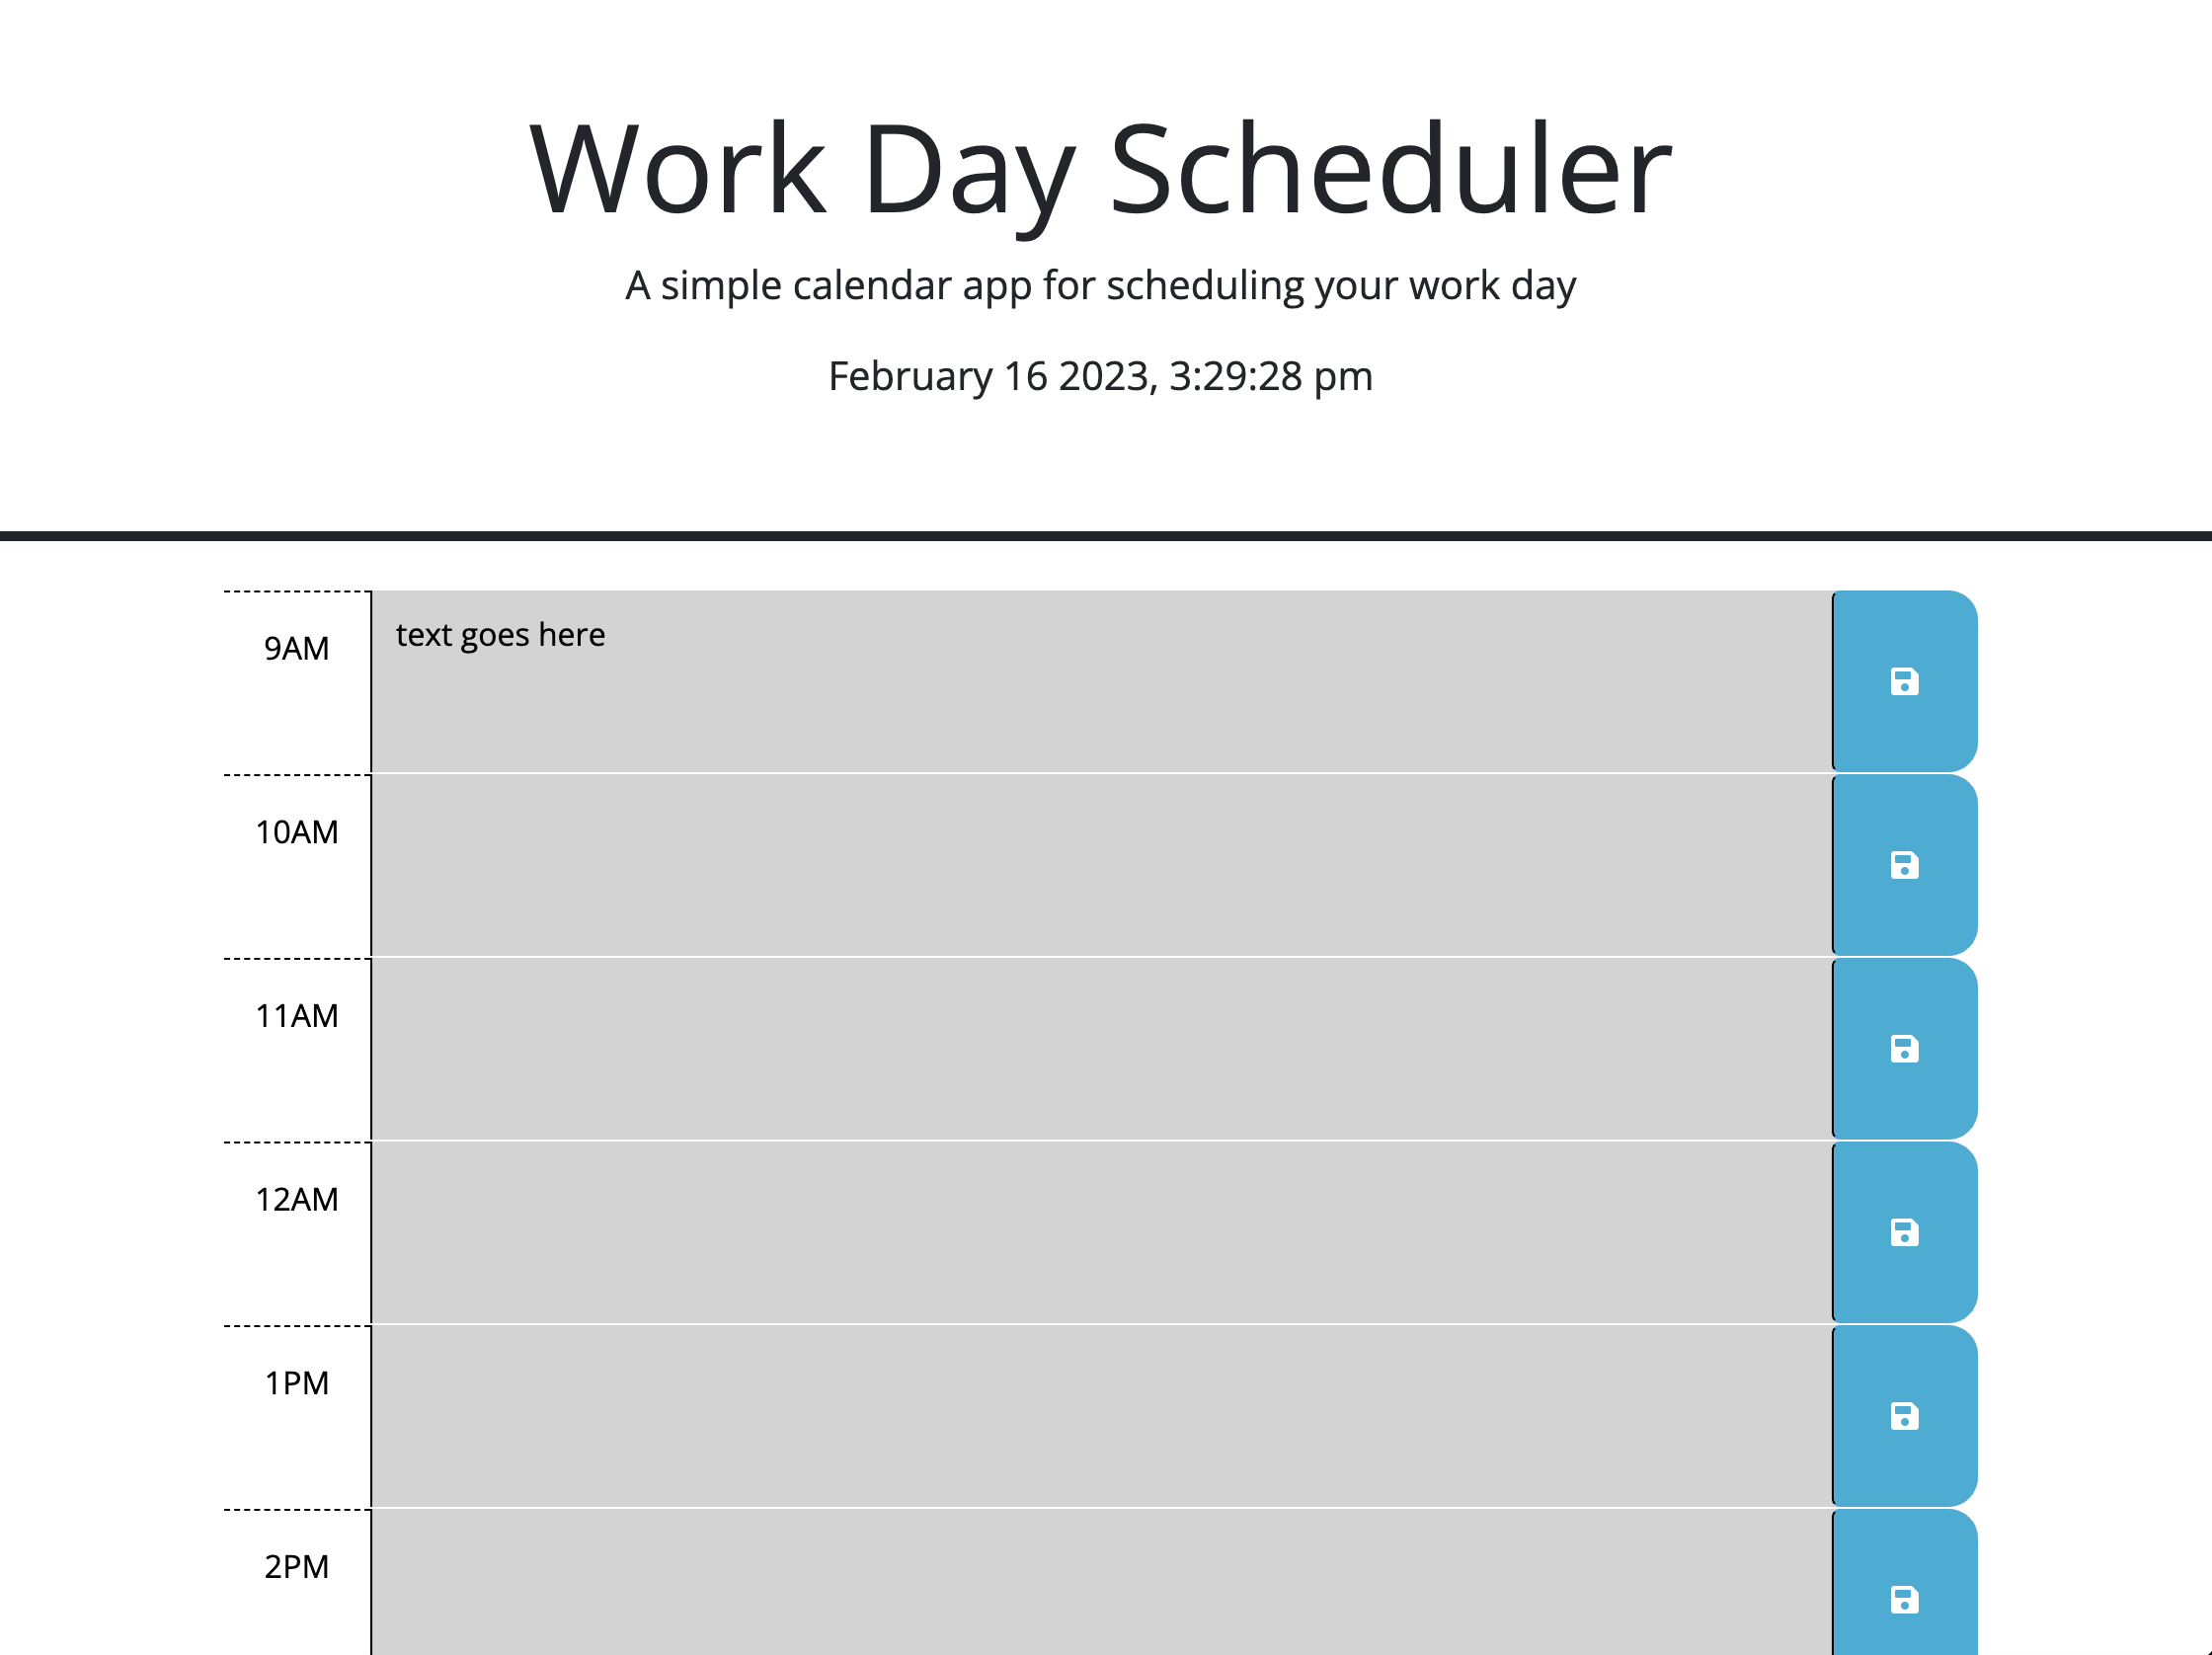 Work Day Scheduler
A simple calendar app for scheduling your work day
February 16 2023, 3:29:28 pm
9AM
text goes here
10AM
11AM
12AM
1PM
2PM